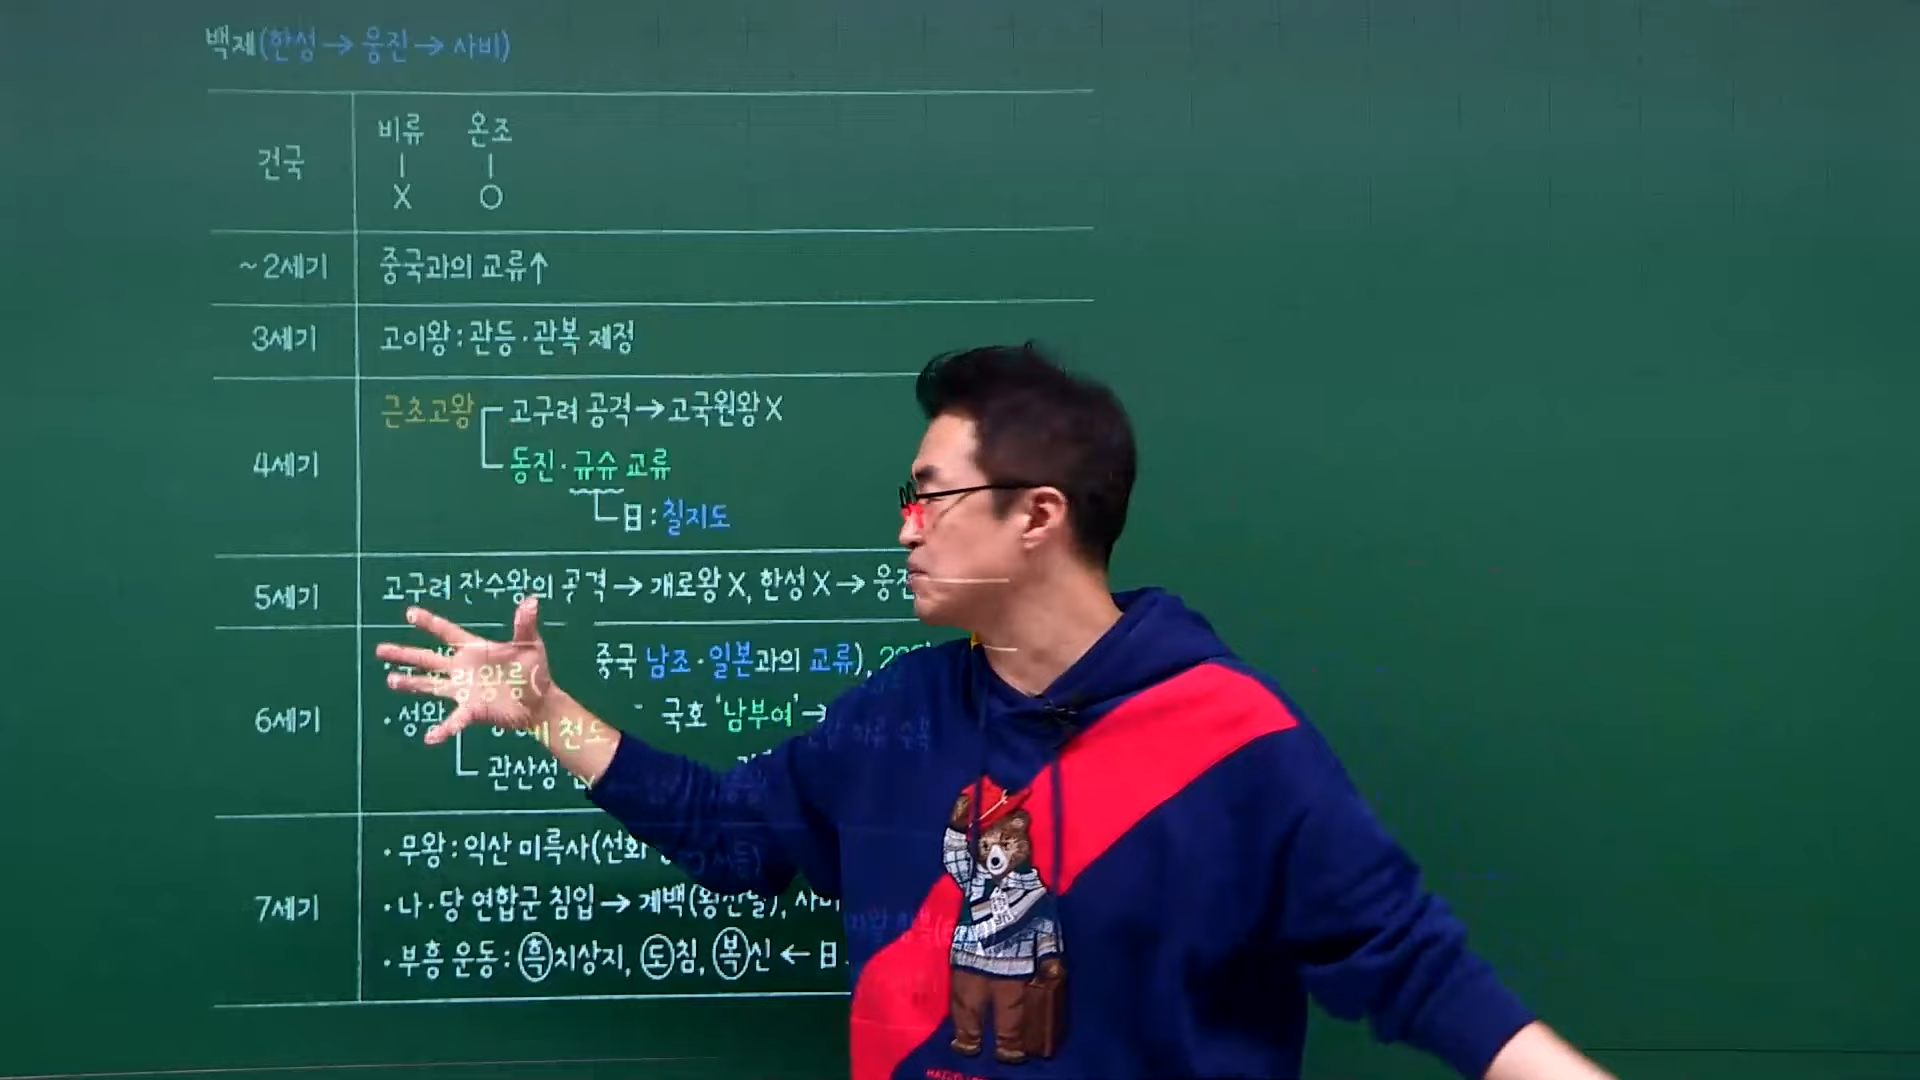 백제(한성 → 웅진 → 사비)
건국
비류 온조
X O
~2세기
중국과의 교류↑
3세기
고이왕 : 관등·관복 제정
4세기
근초고왕
고구려 공격→고국원왕 X
동진·규슈 교류
日 : 칠지도
5세기
고구려 장수왕의 공격 → 개로왕 X, 한성 X → 웅진
6세기
왕릉( 중국 남조·일본과의 교류),
·성왕 천도, 국호 '남부여'→
관산성
7세기
·무왕 : 익산 미륵사(선화
·나·당 연합군 침입 → 계백(황산벌), 사비
·부흥 운동 : 흑치상지, 도침, 복신 ← 日